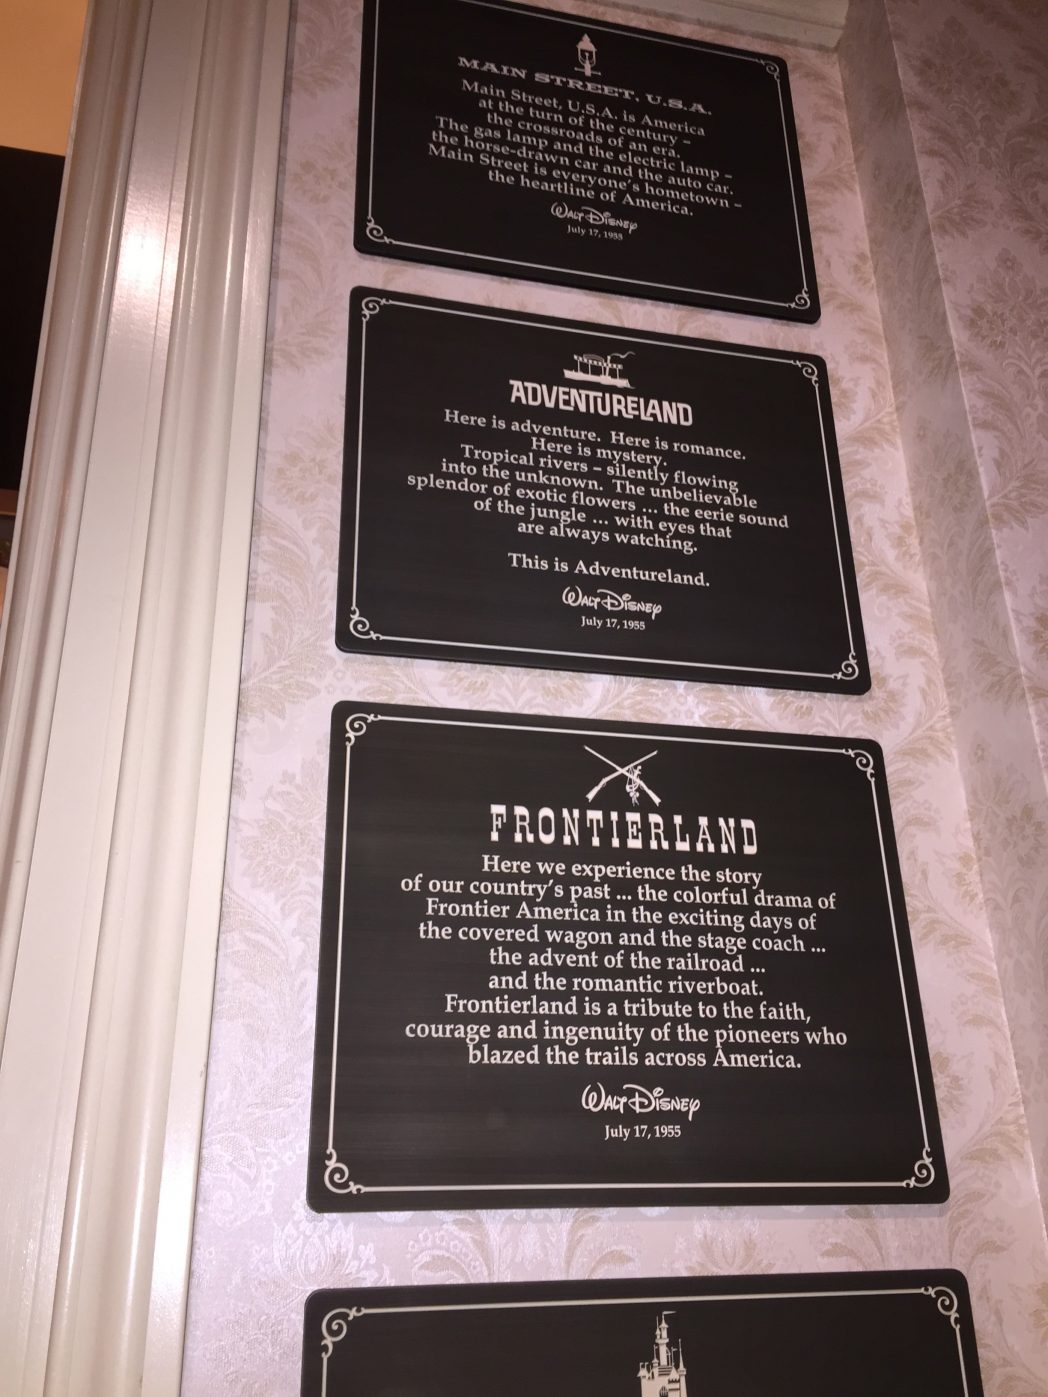 MAIN STREET, U.S.A.
Main Street, U.S.A. is America
at the turn of the century –
the crossroads of an era.
The gas lamp and the electric lamp –
the horse-drawn car and the auto car.
Main Street is everyone's hometown –
the heartline of America.
WALT DISNEY
July 17, 1955
ADVENTURELAND
Here is adventure. Here is romance.
Here is mystery.
Tropical rivers – silently flowing
into the unknown. The unbelievable
splendor of exotic flowers ... the eerie sound
of the jungle ... with eyes that
are always watching.
This is Adventureland.
WALT DISNEY
July 17, 1955
FRONTIERLAND
Here we experience the story
of our country's past ... the colorful drama of
Frontier America in the exciting days of
the covered wagon and the stage coach ...
the advent of the railroad ...
and the romantic riverboat.
Frontierland is a tribute to the faith,
courage and ingenuity of the pioneers who
blazed the trails across America.
WALT DISNEY
July 17, 1955